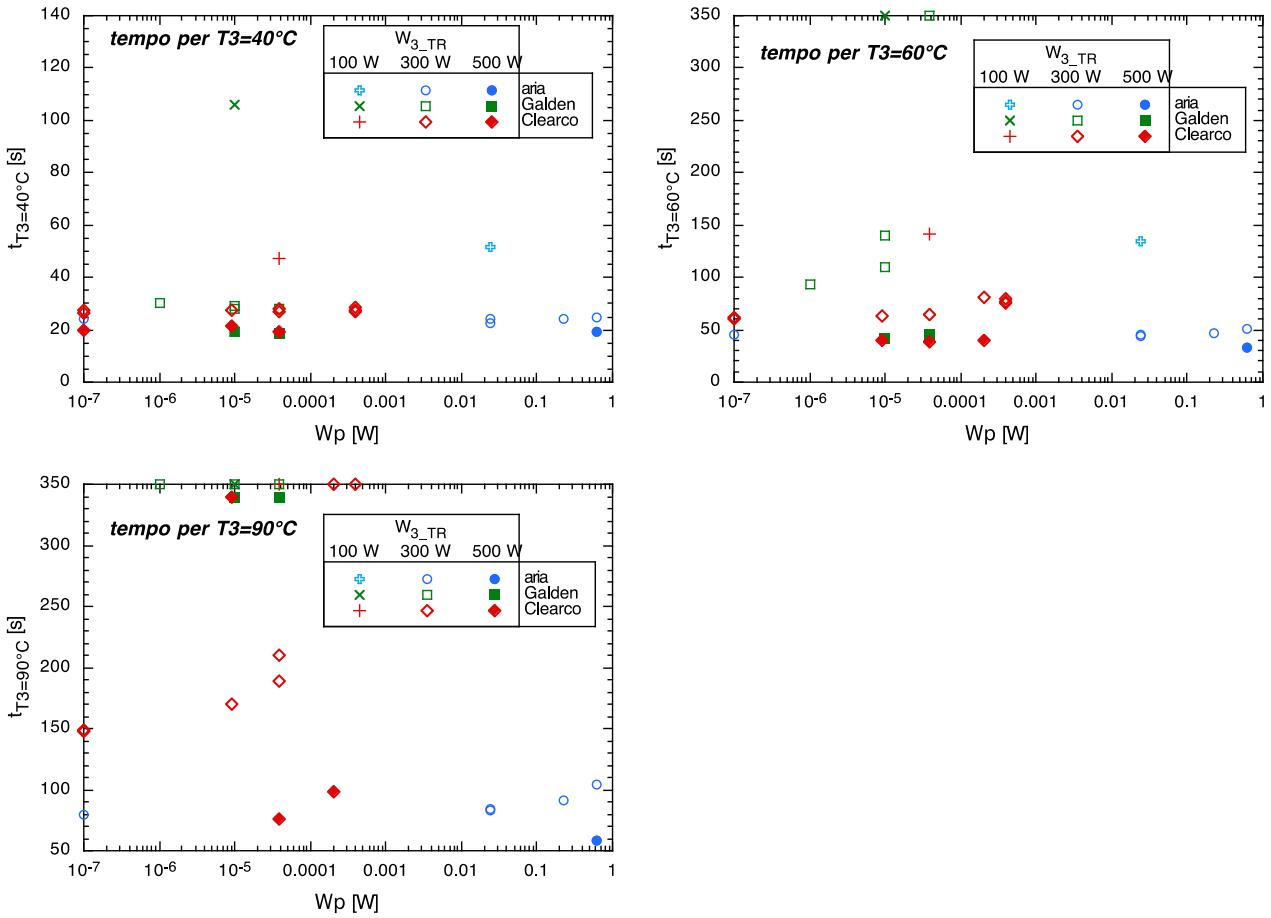 tempo per T3=40°C
W3_TR
100 W 300 W 500 W
aria
Galden
Clearco
140
120
100
80
60
40
20
0
tT3=40°C [s]
10-7 10-6 10-5 0.0001 0.001 0.01 0.1 1
Wp [W]
tempo per T3=60°C
W3_TR
100 W 300 W 500 W
aria
Galden
Clearco
350
300
250
200
150
100
50
0
tT3=60°C [s]
10-7 10-6 10-5 0.0001 0.001 0.01 0.1 1
Wp [W]
tempo per T3=90°C
W3_TR
100 W 300 W 500 W
aria
Galden
Clearco
350
300
250
200
150
100
50
tT3=90°C [s]
10-7 10-6 10-5 0.0001 0.001 0.01 0.1 1
Wp [W]